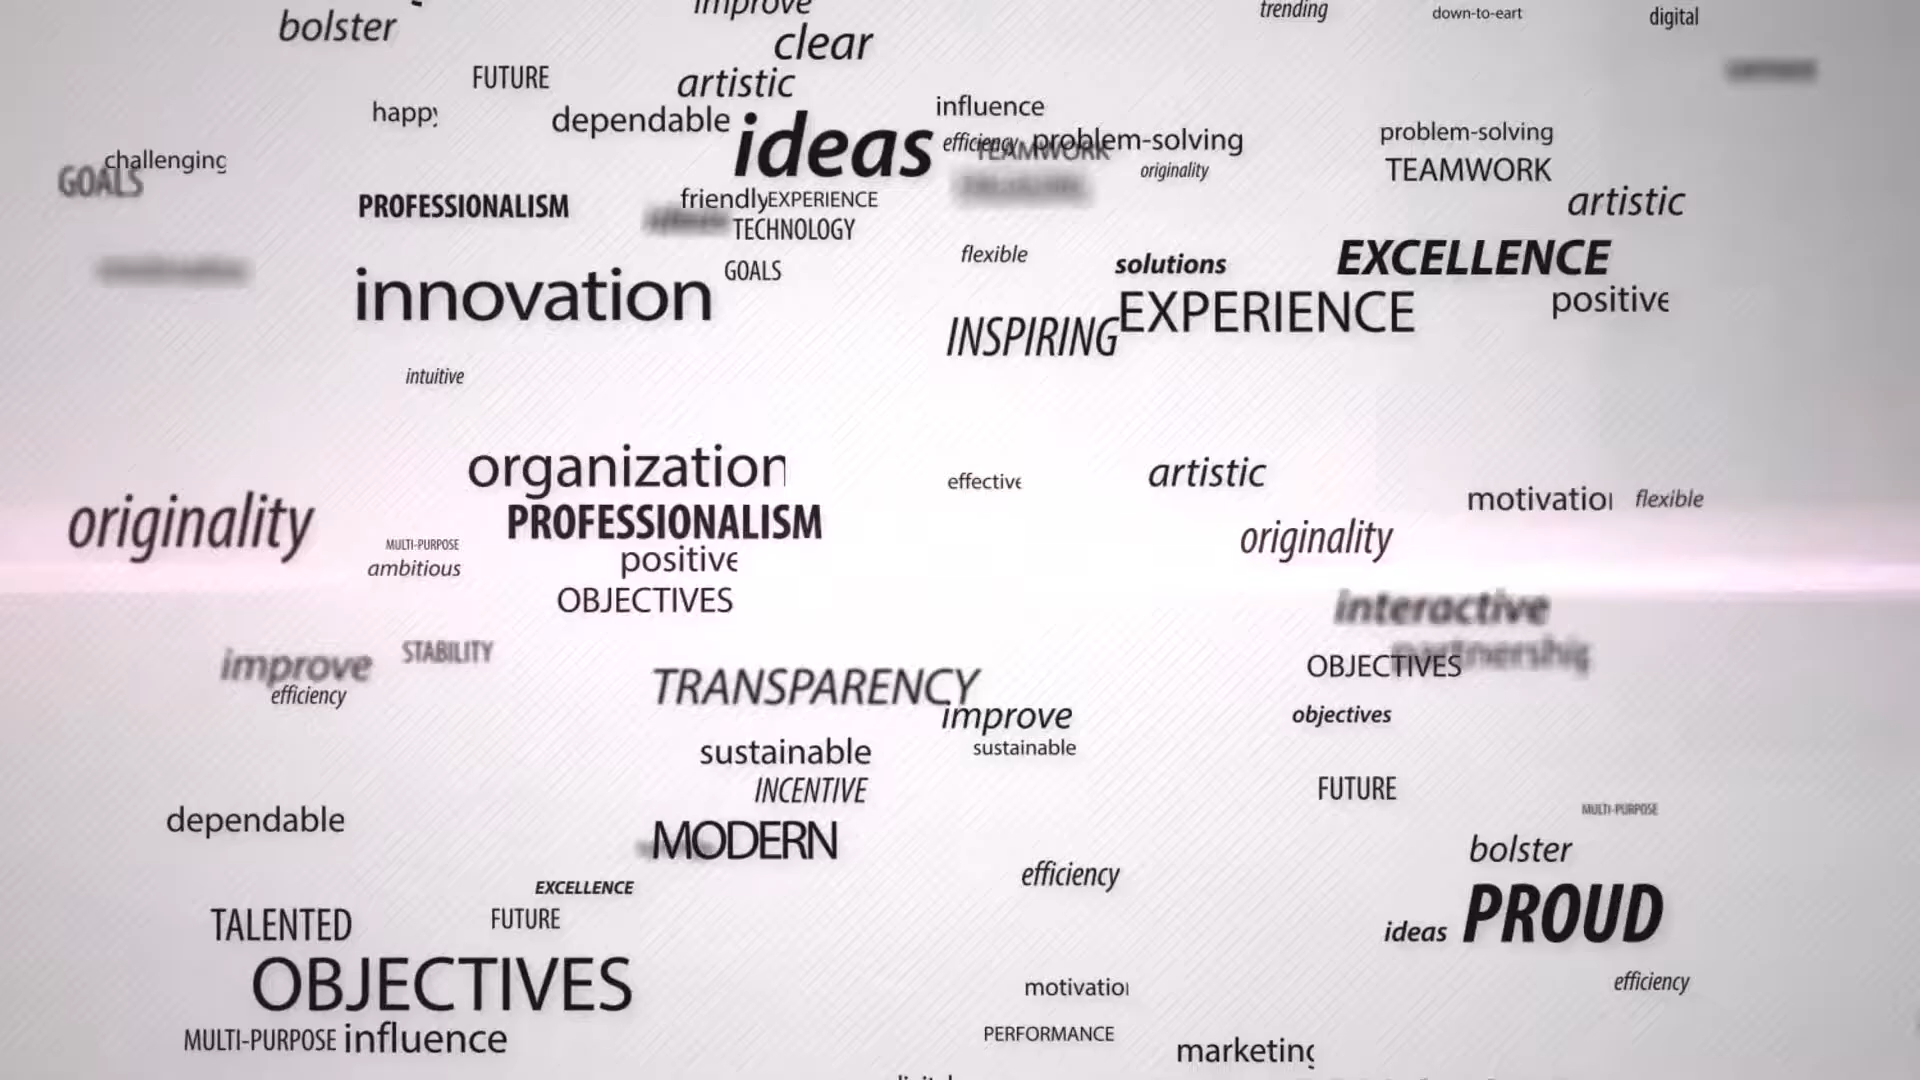 improve
trending
down-to-eart
digital
bolster
clear
FUTURE
artistic
happy
dependable
ideas
influence
efficiency
problem-solving
TEAMWORK
originality
problem-solving
TEAMWORK
challenging
GOALS
PROFESSIONALISM
friendly
EXPERIENCE
TECHNOLOGY
artistic
flexible
solutions
EXCELLENCE
GOALS
innovation
INSPIRING
EXPERIENCE
positive
intuitive
organization
effective
artistic
motivation
flexible
originality
PROFESSIONALISM
originality
MULTI-PURPOSE
positive
ambitious
OBJECTIVES
interactive
partnership
improve
STABILITY
OBJECTIVES
efficiency
TRANSPARENCY
improve
objectives
sustainable
sustainable
INCENTIVE
FUTURE
MULTI-PURPOSE
dependable
MODERN
bolster
efficiency
EXCELLENCE
TALENTED
FUTURE
ideas
PROUD
OBJECTIVES
efficiency
motivation
MULTI-PURPOSE
influence
PERFORMANCE
marketing